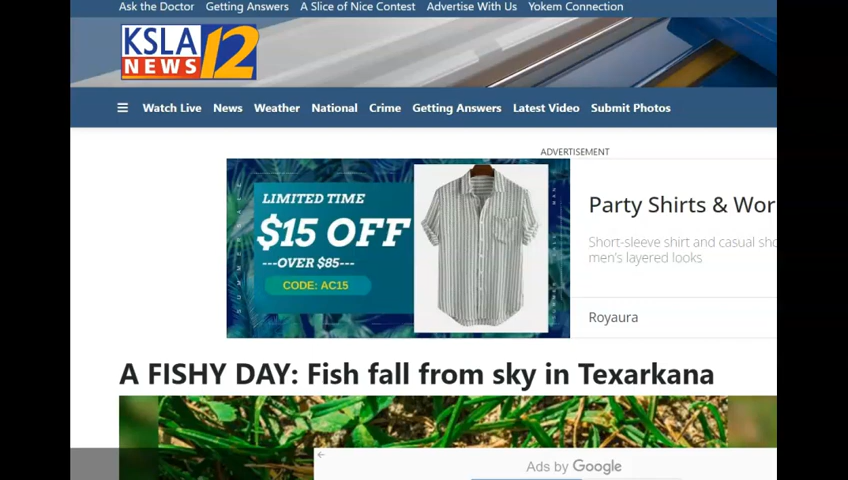 Ask the Doctor Getting Answers A Slice of Nice Contest Advertise With Us Yokem Connection
KSLA
NEWS 12
Watch Live News Weather National Crime Getting Answers Latest Video Submit Photos
ADVERTISEMENT
LIMITED TIME
$15 OFF
---OVER $85---
CODE: AC15
Party Shirts & Wor
Short-sleeve shirt and casual sho
men's layered looks
Royaura
A FISHY DAY: Fish fall from sky in Texarkana
Ads by Google